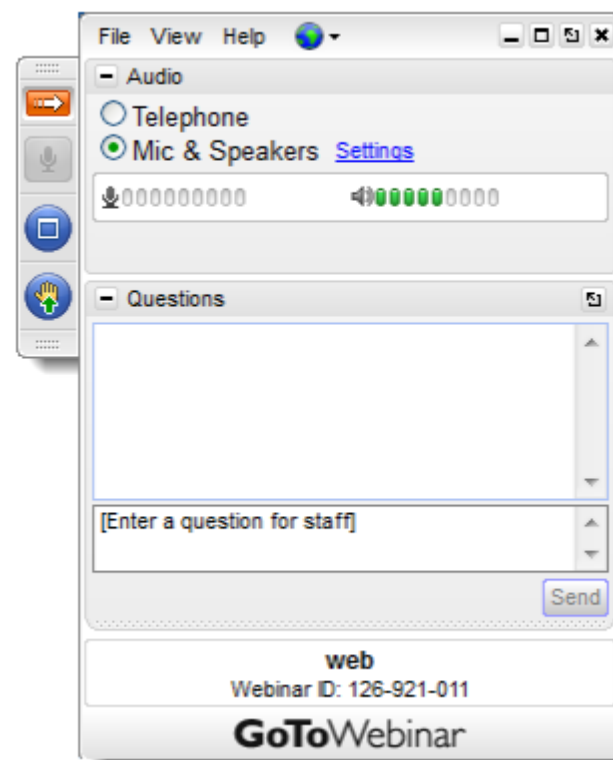 File View Help
Audio
Telephone
Mic & Speakers Settings
Questions
[Enter a question for staff]
Send
web
Webinar ID: 126-921-011
GoToWebinar